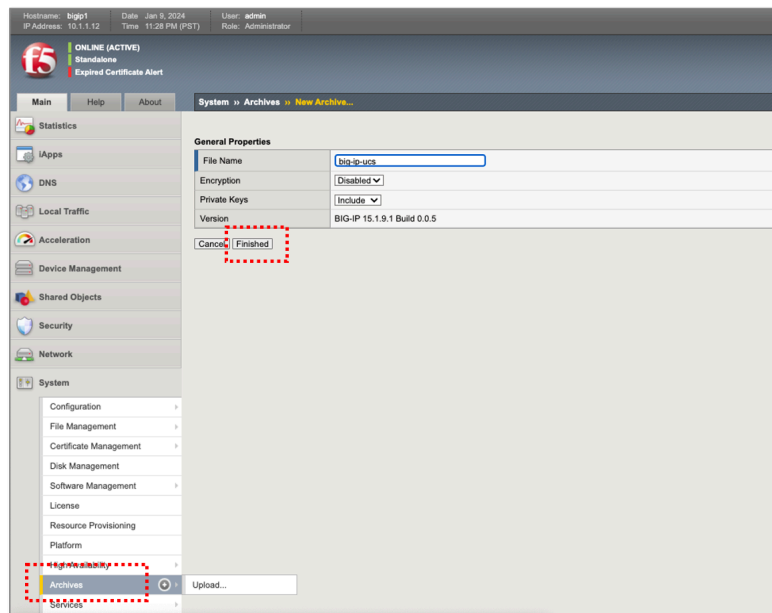 Hostname: bigip1 Date Jan 9, 2024 User: admin
IP Address: 10.1.1.12 Time 11:28 PM (PST) Role: Administrator
f5
ONLINE (ACTIVE)
Standalone
Expired Certificate Alert
Main Help About
System » Archives » New Archive...
Statistics
iApps
DNS
Local Traffic
Acceleration
Device Management
Shared Objects
Security
Network
System
Configuration
File Management
Certificate Management
Disk Management
Software Management
License
Resource Provisioning
Platform
High Availability
Archives
Upload...
Services
General Properties
File Name big-ip-ucs
Encryption Disabled
Private Keys Include
Version BIG-IP 15.1.9.1 Build 0.0.5
Cancel Finished